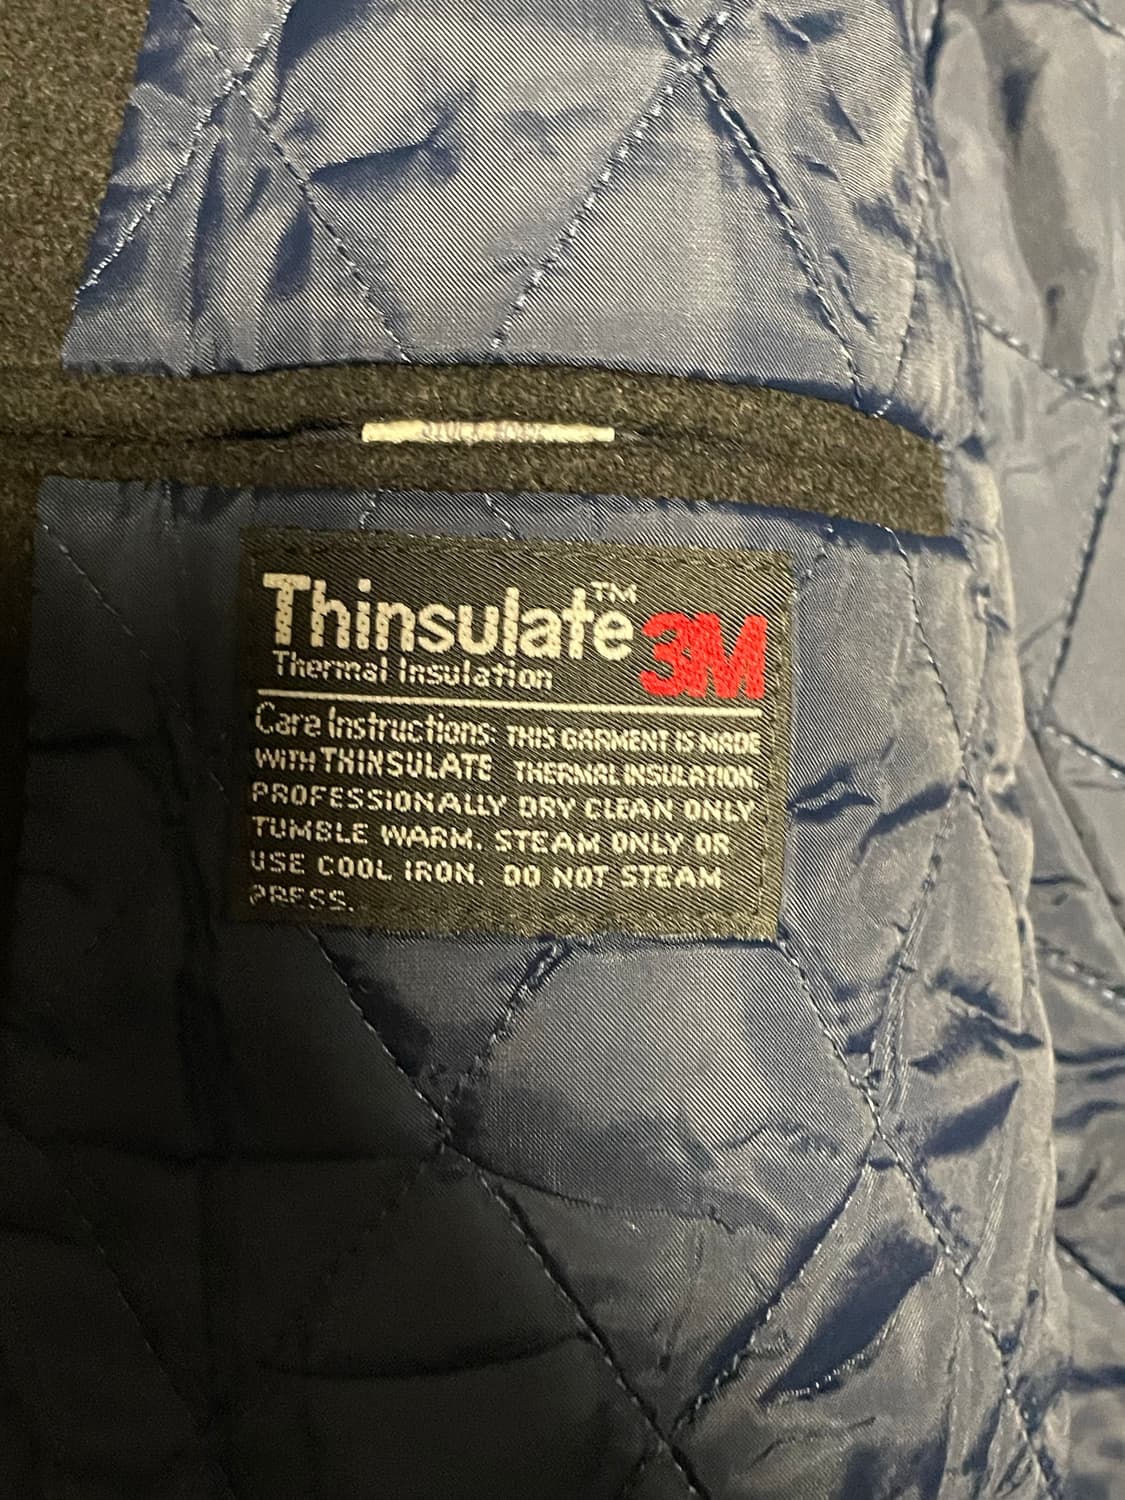 Thinsulate™ 3M
Thermal Insulation
Care Instructions: THIS GARMENT IS MADE
WITH THINSULATE THERMAL INSULATION.
PROFESSIONALLY DRY CLEAN ONLY
TUMBLE WARM. STEAM ONLY OR
USE COOL IRON. DO NOT STEAM
PRESS.